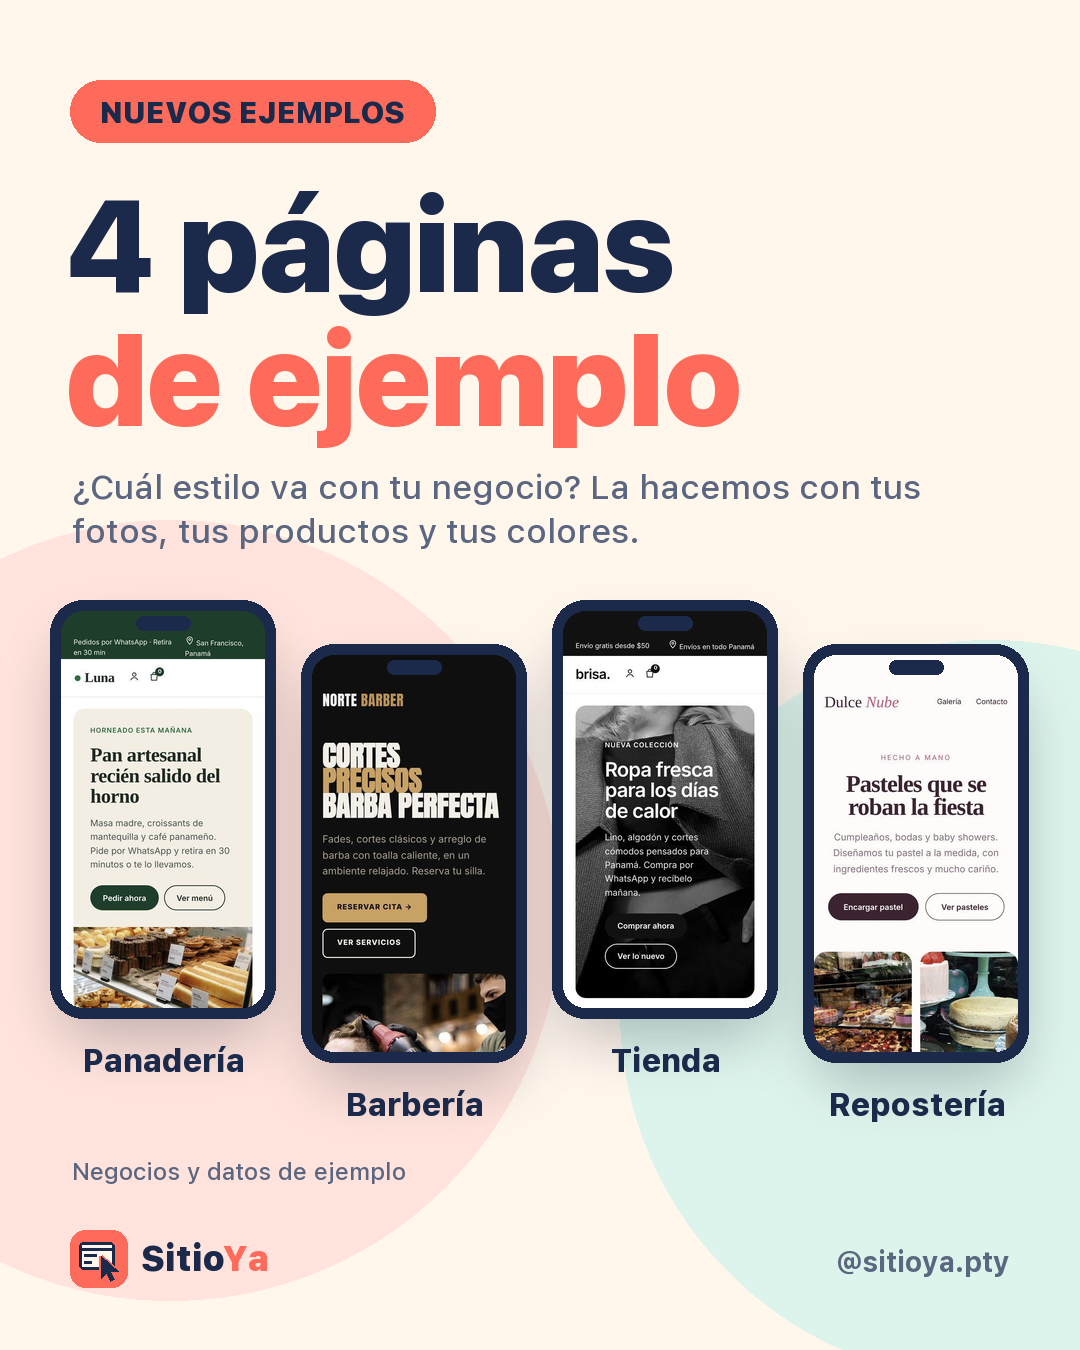 NUEVOS EJEMPLOS
4 páginas
de ejemplo
¿Cuál estilo va con tu negocio? La hacemos con tus
fotos, tus productos y tus colores.
Pedidos por WhatsApp · Retira
en 30 min
San Francisco,
Panamá
Luna
0
HORNEADO ESTA MAÑANA
Pan artesanal
recién salido del
horno
Masa madre, croissants de
mantequilla y café panameño.
Pide por WhatsApp y retira en 30
minutos o te lo llevamos.
Pedir ahora
Ver menú
Panadería
NORTE BARBER
CORTES
PRECISOS
BARBA PERFECTA
Fades, cortes clásicos y arreglo de
barba con toalla caliente, en un
ambiente relajado. Reserva tu silla.
RESERVAR CITA →
VER SERVICIOS
Barbería
Envío gratis desde $50
Envíos en todo Panamá
brisa.
0
NUEVA COLECCIÓN
Ropa fresca
para los días
de calor
Lino, algodón y cortes
cómodos pensados para
Panamá. Compra por
WhatsApp y recíbelo
mañana.
Comprar ahora
Ver lo nuevo
Tienda
Dulce Nube
Galería
Contacto
HECHO A MANO
Pasteles que se
roban la fiesta
Cumpleaños, bodas y baby showers.
Diseñamos tu pastel a la medida, con
ingredientes frescos y mucho cariño.
Encargar pastel
Ver pasteles
Repostería
Negocios y datos de ejemplo
SitioYa
@sitioya.pty